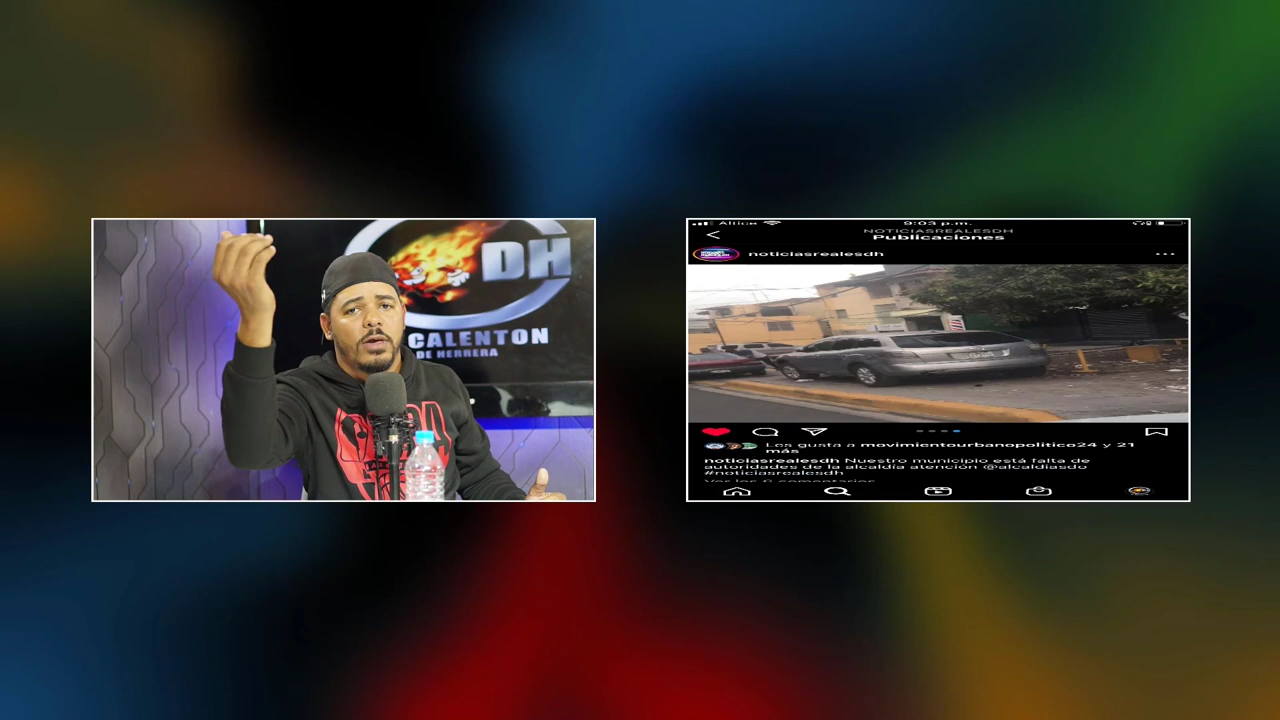 DH
CALENTON
DE HERRERA
Altice
9:03 p.m.
NOTICIASREALESDH
Publicaciones
noticiasrealesdh
Les gusta a movimientourbanopolitico24 y 21
más
noticiasrealesdh Nuestro municipio está falta de
autoridades de la alcaldía atención @alcaldiasdo
#noticiasrealesdh